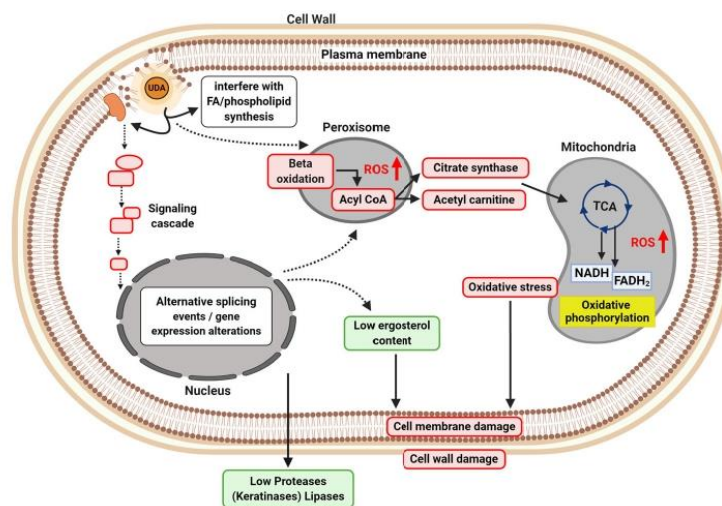 Cell Wall
Plasma membrane
UDA
interfere with
FA/phospholipid
synthesis
Peroxisome
Beta
oxidation
ROS
Acyl CoA
Citrate synthase
Acetyl carnitine
Mitochondria
TCA
ROS
NADH
FADH₂
Oxidative
phosphorylation
Signaling
cascade
Alternative splicing
events / gene
expression alterations
Nucleus
Low ergosterol
content
Oxidative stress
Cell membrane damage
Cell wall damage
Low Proteases
(Keratinases) Lipases